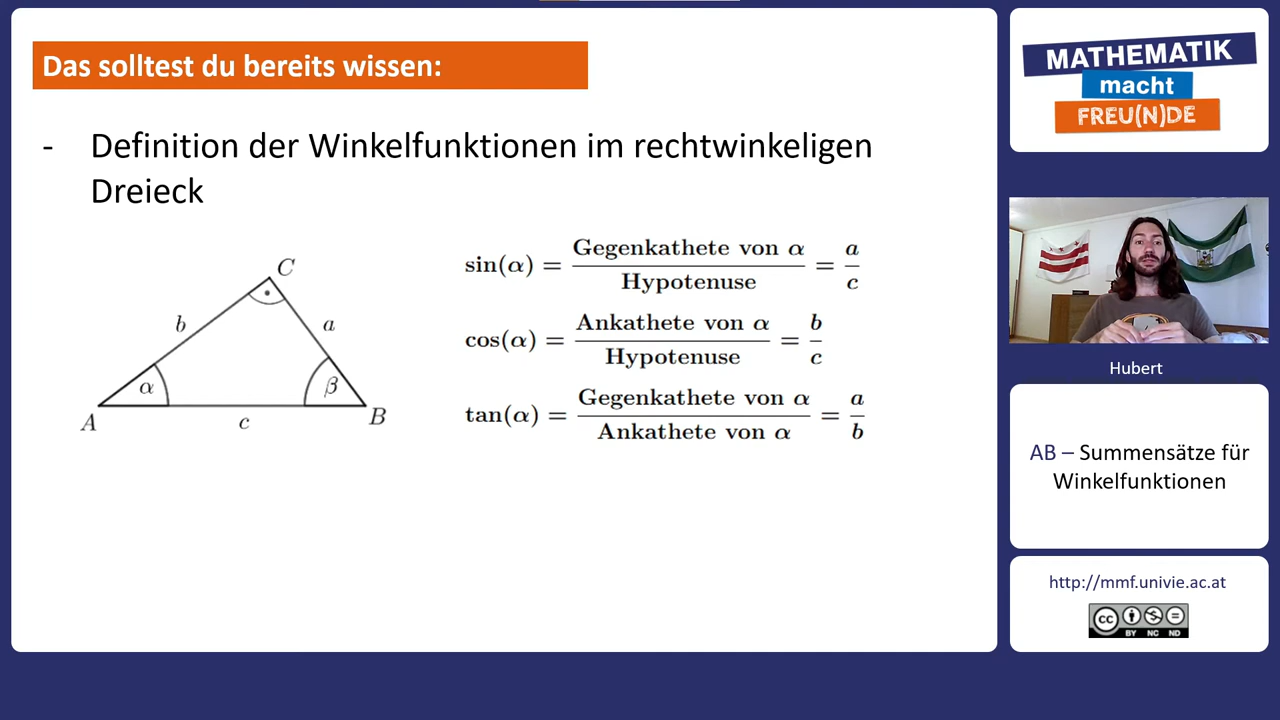 Das solltest du bereits wissen:
- Definition der Winkelfunktionen im rechtwinkeligen
Dreieck
C
b
a
α
β
A
c
B
sin(α) = Gegenkathete von α / Hypotenuse = a / c
cos(α) = Ankathete von α / Hypotenuse = b / c
tan(α) = Gegenkathete von α / Ankathete von α = a / b
MATHEMATIK
macht
FREU(N)DE
Hubert
AB – Summensätze für
Winkelfunktionen
http://mmf.univie.ac.at
cc
BY NC ND